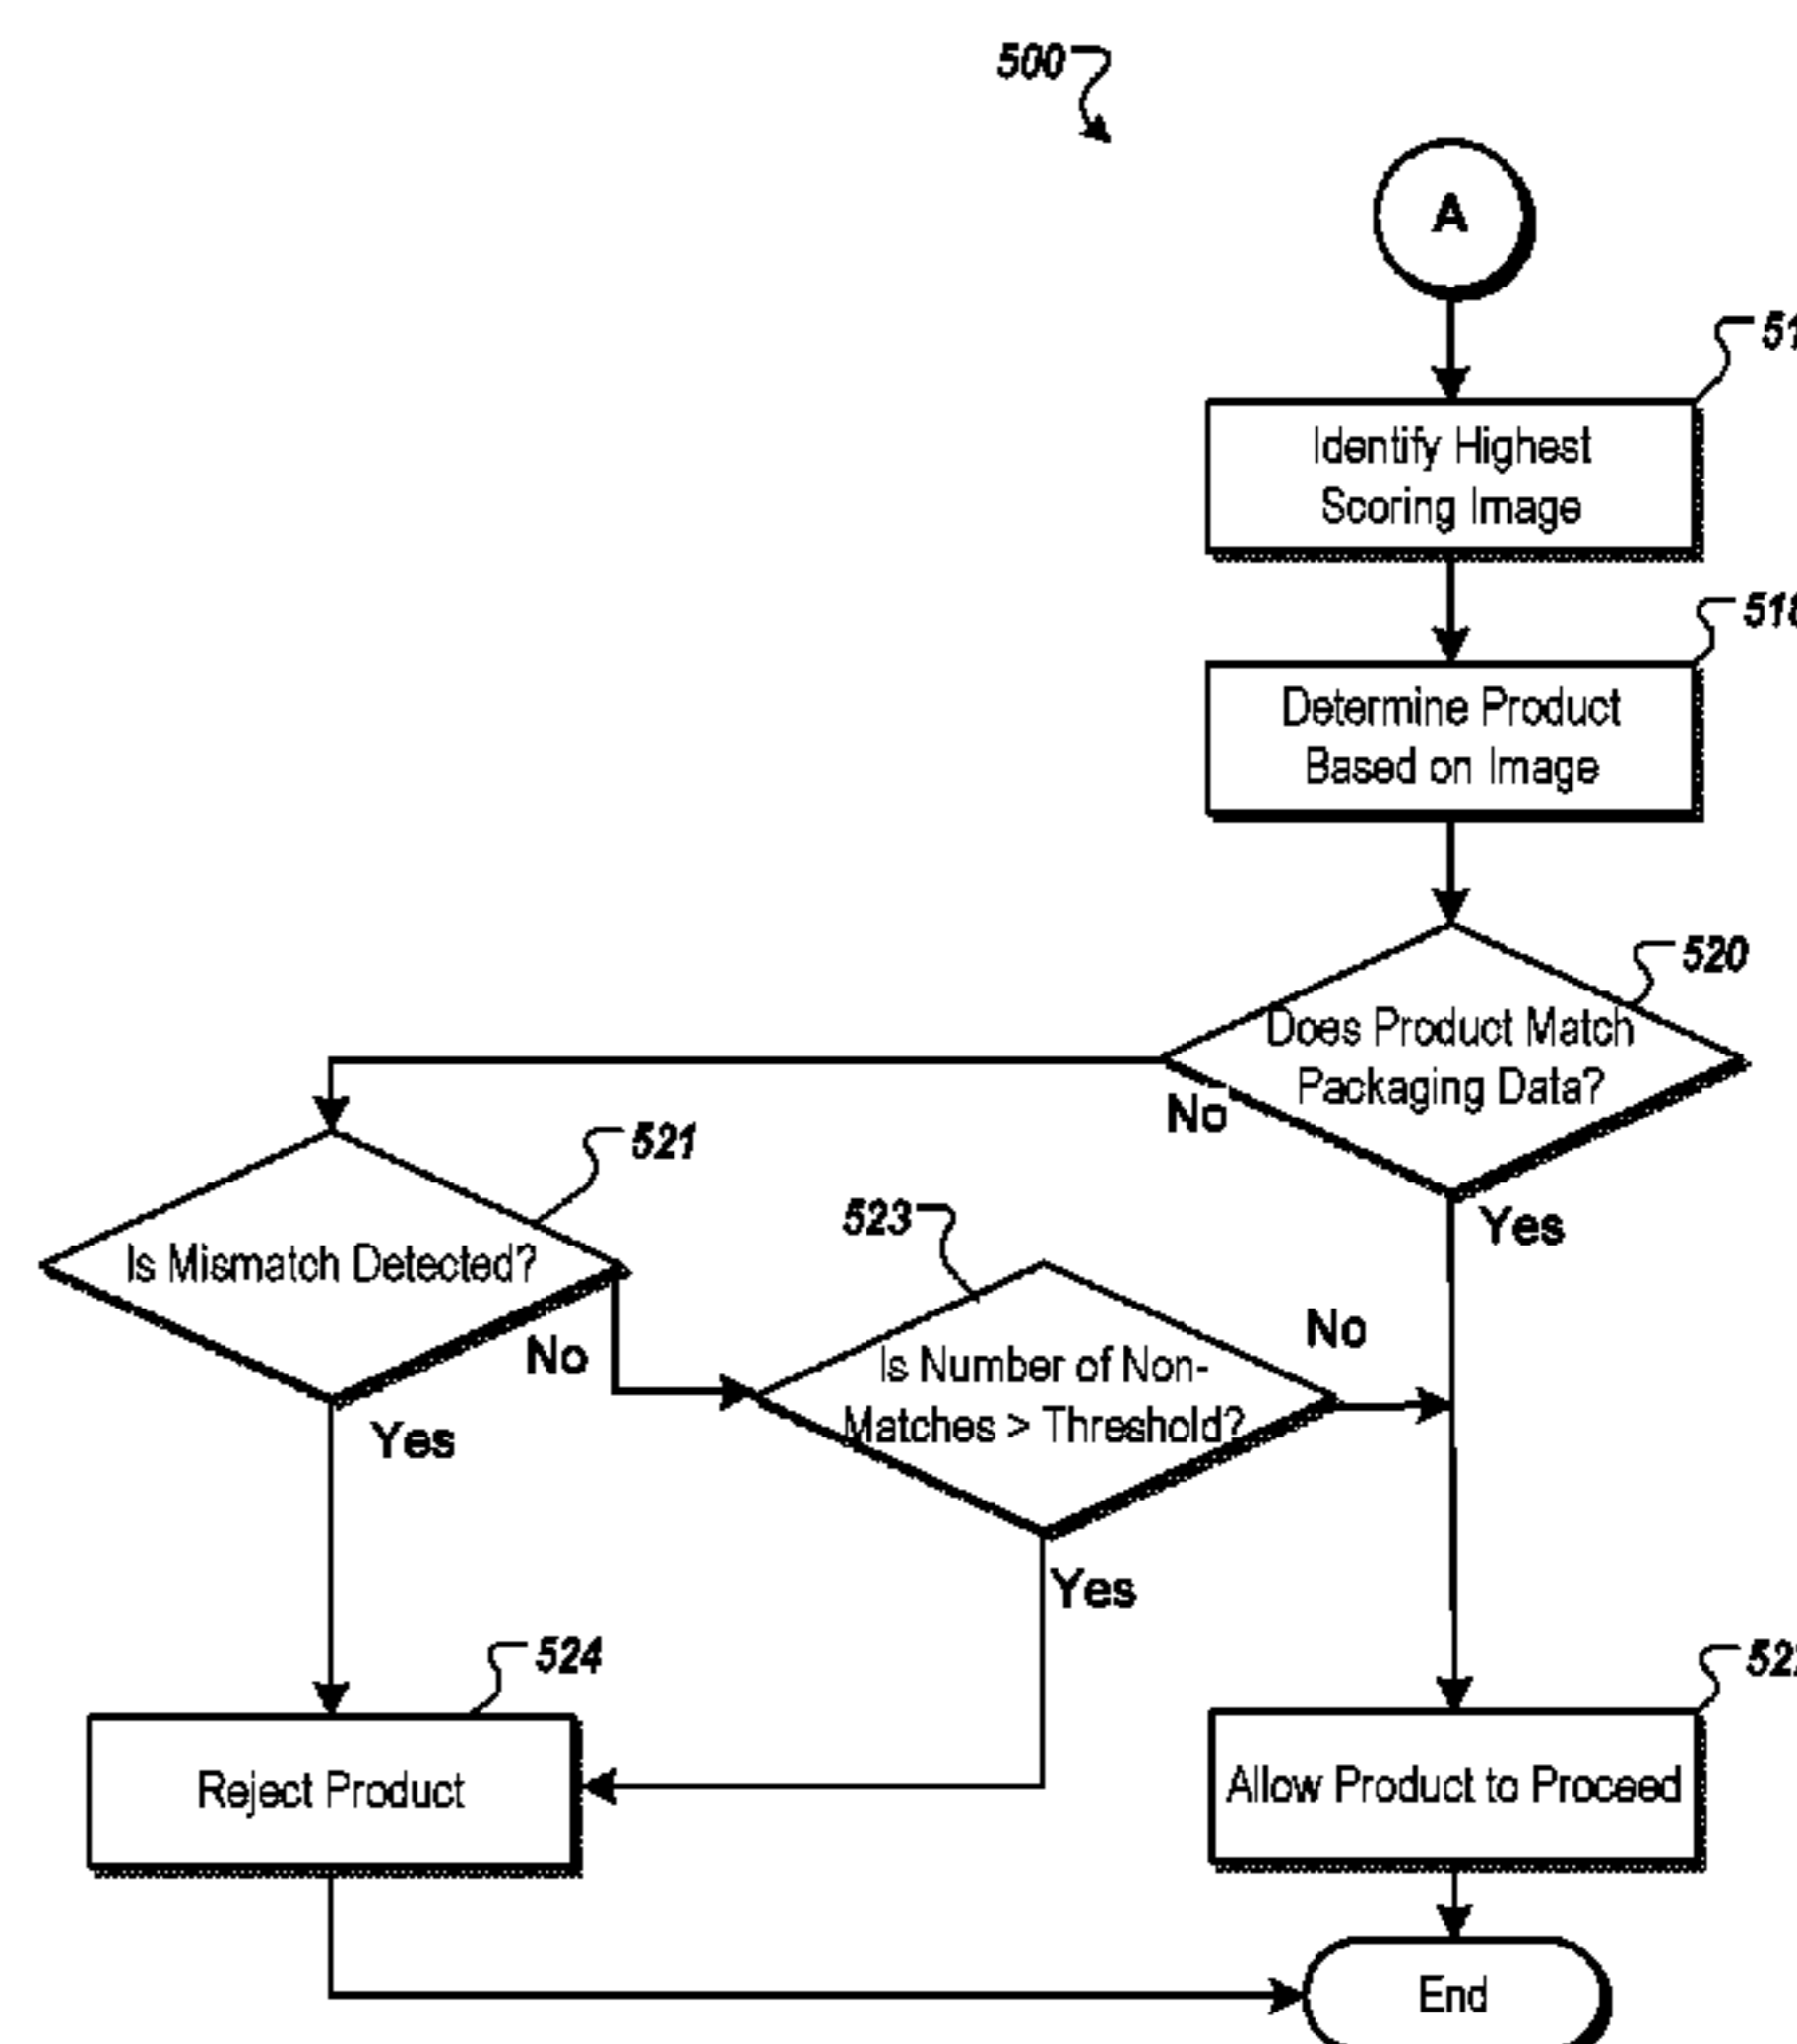 500
A
Identify Highest
Scoring Image
518
Determine Product
Based on Image
520
Does Product Match
Packaging Data?
No
Yes
521
Is Mismatch Detected?
No
Yes
523
Is Number of Non-
Matches > Threshold?
No
Yes
524
Reject Product
522
Allow Product to Proceed
End